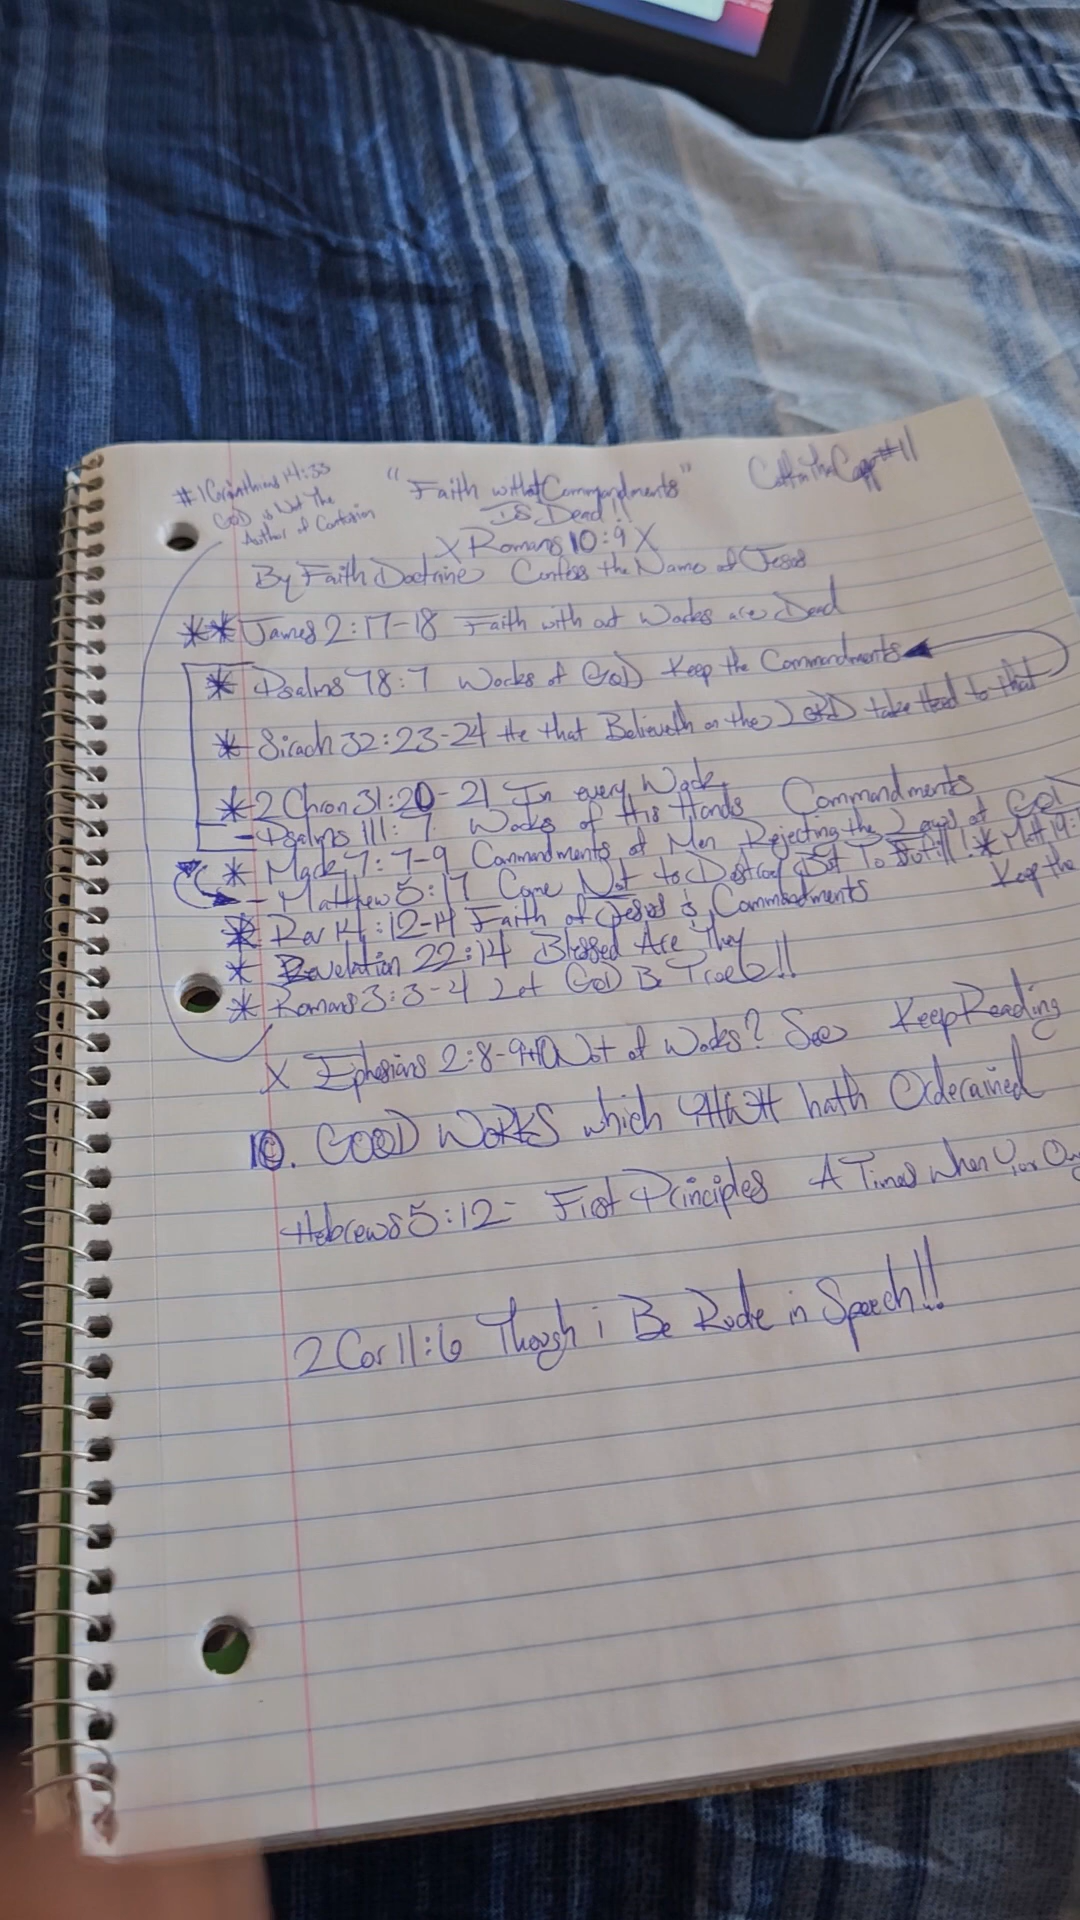 #1 Corinthians 14:33
GOD is Not The
Author of Confusion
"Faith without Commandments"
Is Dead!!
Cuttin The Capp #11
X Romans 10:9 X
By Faith Doctrine Confess the Name of Jesus
** James 2:17-18 Faith with out Works are Dead
* Psalms 78:7 Works of GOD Keep the Commandments
* Sirach 32:23-24 He that Believeth on the LORD take Heed to that
* 2 Chron 31:20-21 In every Work Commandments
- Psalms 111:7 Works of His Hands
* Mark 7:7-9 Commandments of Men Rejecting the Laws of GOD
- Matthew 5:17 Came Not to Destroy But To Fulfill! *
Keep the
* Rev 14:12-14 Faith of Jesus & Commandments
* Revelation 22:14 Blessed Are They
* Romans 3:3-4 Let GOD Be True!!
X Ephesians 2:8-9+10 Not of Works? See Keep Reading
10. GOOD WORKS which YHWH hath Orderained
Hebrews 5:12- First Principles A Time when You
2 Cor 11:6 Though i Be Rude in Speech!!